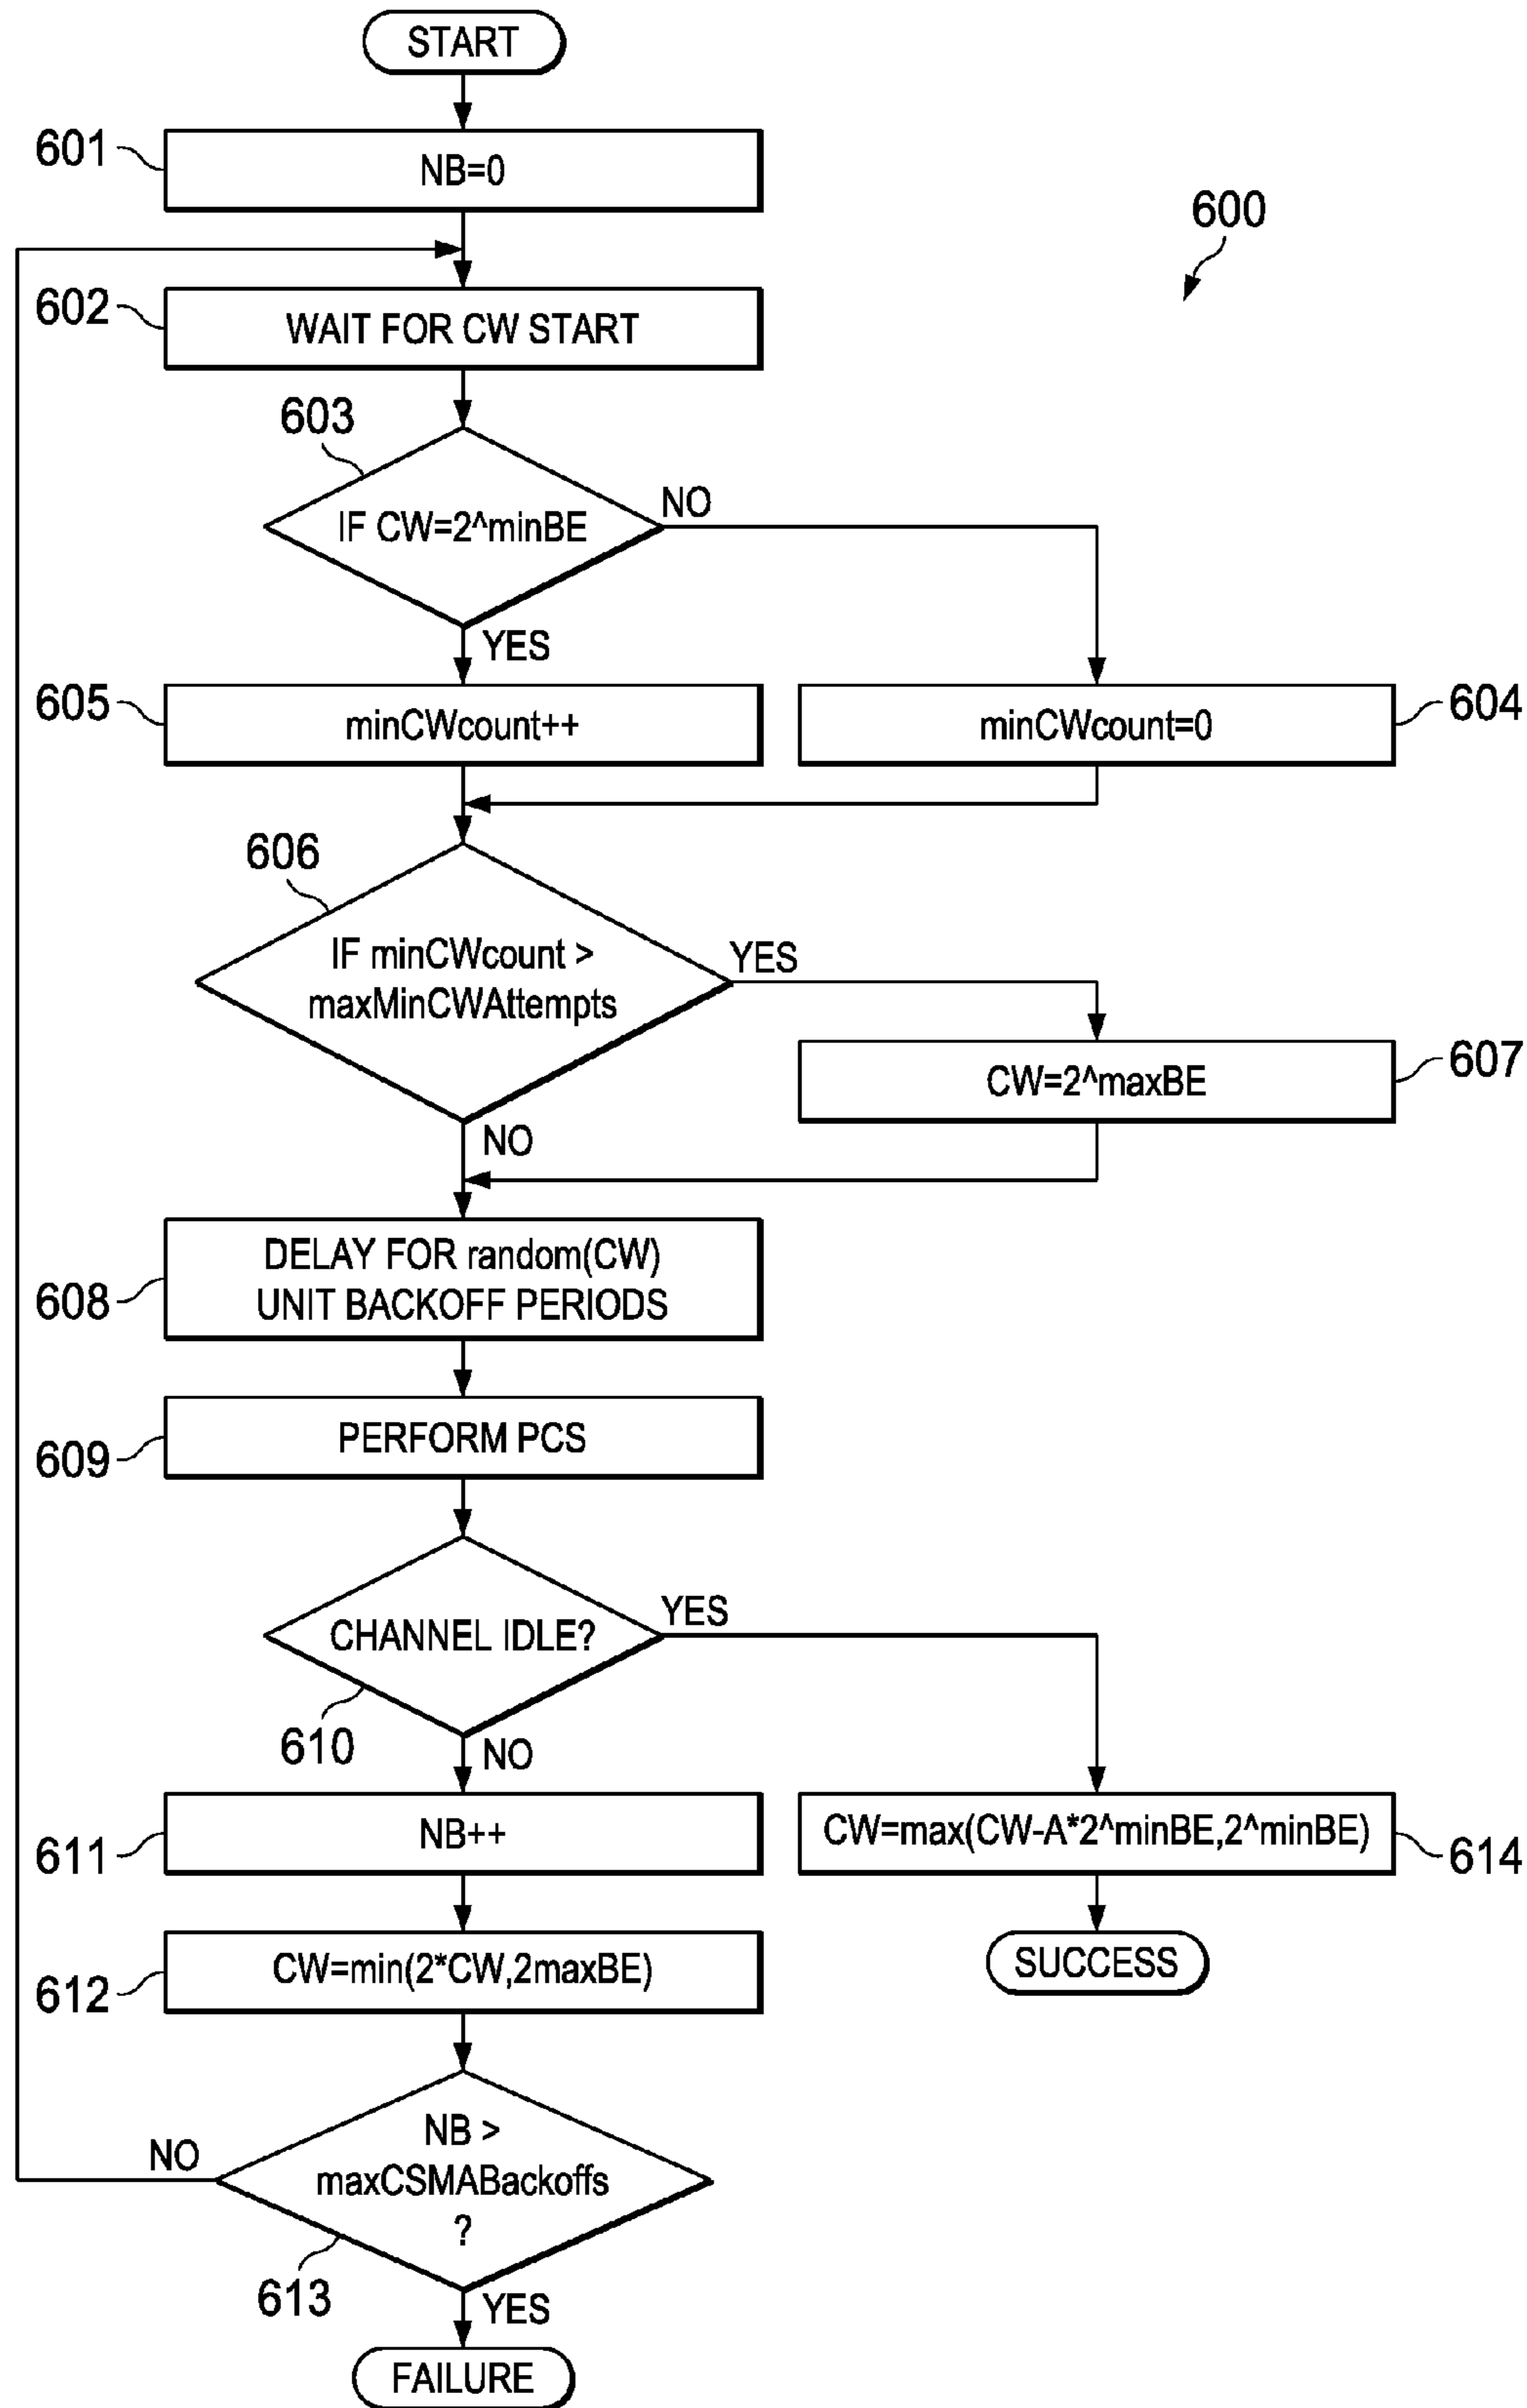 START
601
NB=0
600
602
WAIT FOR CW START
603
IF CW=2^minBE
NO
YES
605
minCWcount++
minCWcount=0
604
606
IF minCWcount >
maxMinCWAttempts
YES
CW=2^maxBE
607
NO
DELAY FOR random(CW)
UNIT BACKOFF PERIODS
608
PERFORM PCS
609
CHANNEL IDLE?
YES
610
NO
NB++
611
CW=max(CW-A*2^minBE,2^minBE)
614
CW=min(2*CW,2maxBE)
612
SUCCESS
NB >
maxCSMABackoffs
?
NO
613
YES
FAILURE